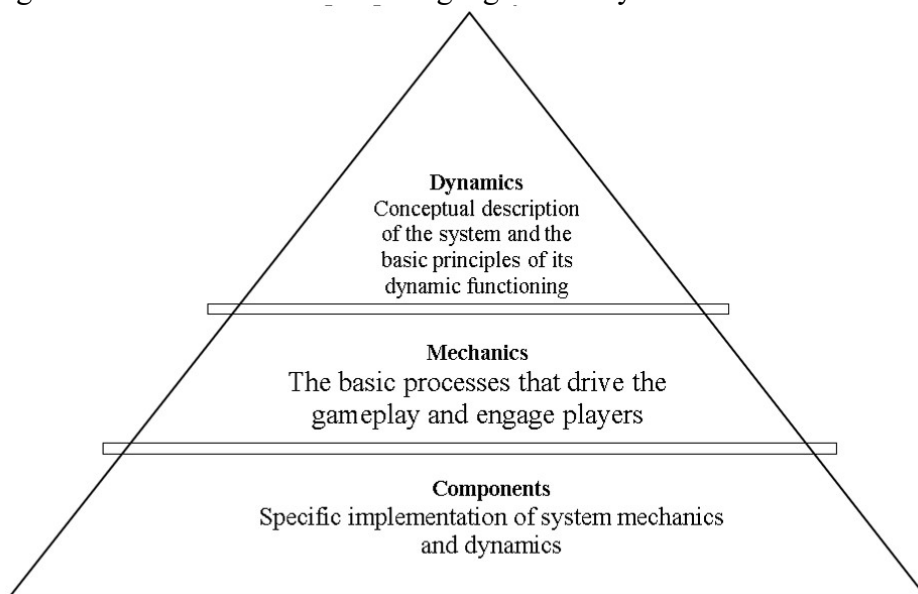 Dynamics
Conceptual description
of the system and the
basic principles of its
dynamic functioning
Mechanics
The basic processes that drive the
gameplay and engage players
Components
Specific implementation of system mechanics
and dynamics